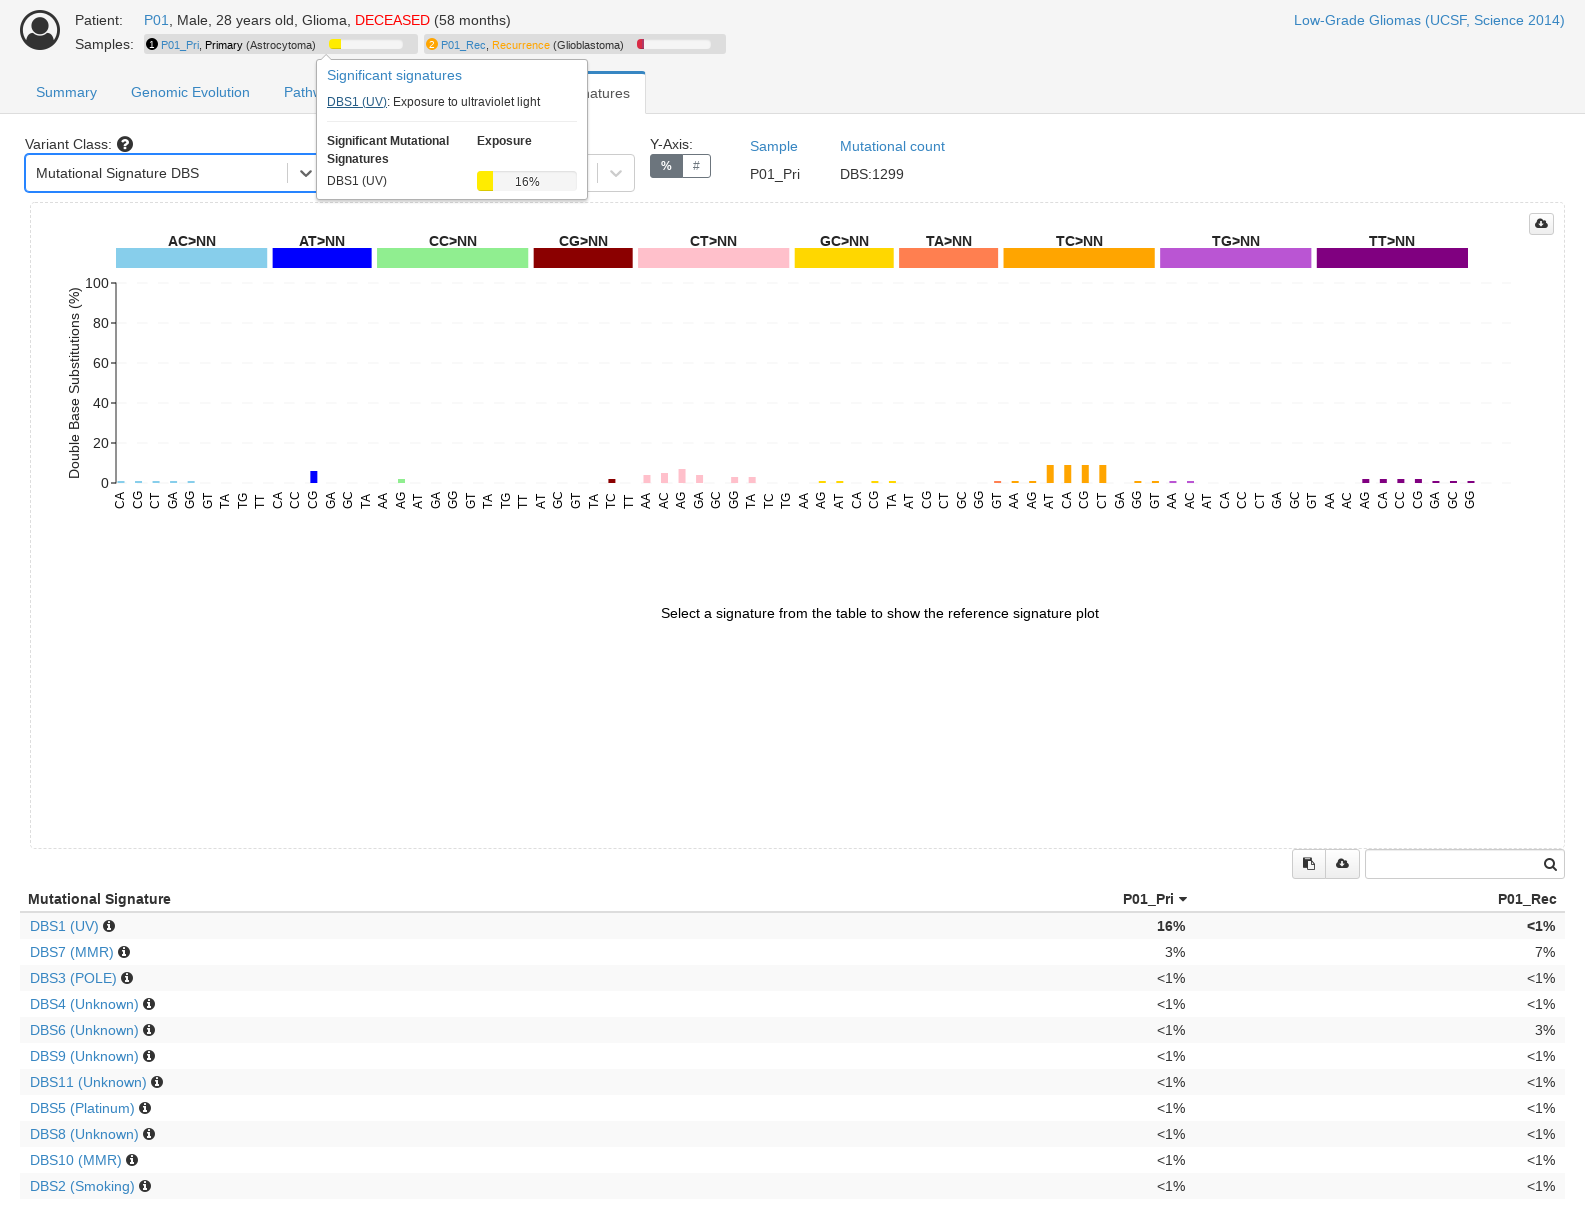 Patient: P01, Male, 28 years old, Glioma, DECEASED (58 months)
Low-Grade Gliomas (UCSF, Science 2014)
Samples: 1 P01_Pri, Primary (Astrocytoma) 2 P01_Rec, Recurrence (Glioblastoma)
Significant signatures
DBS1 (UV): Exposure to ultraviolet light
Significant Mutational Signatures Exposure
DBS1 (UV) 16%
Summary Genomic Evolution Pathw natures
Variant Class:
Mutational Signature DBS
Y-Axis:
% #
Sample Mutational count
P01_Pri DBS:1299
AC>NN AT>NN CC>NN CG>NN CT>NN GC>NN TA>NN TC>NN TG>NN TT>NN
Double Base Substitutions (%)
100
80
60
40
20
0
CA CG CT GA GG GT TA TG TT CA CC CG GA GC TA AA AG AT GA GG GT TA TG TT AT GC GT TA TC TT AA AC AG GA GC GG TA TC TG AA AG AT CA CG TA AT CG CT GC GG GT AA AG AT CA CG CT GA GG GT AA AC AT CA CC CT GA GC GT AA AC AG CA CC CG GA GC GG
Select a signature from the table to show the reference signature plot
Mutational Signature P01_Pri P01_Rec
DBS1 (UV) 16% <1%
DBS7 (MMR) 3% 7%
DBS3 (POLE) <1% <1%
DBS4 (Unknown) <1% <1%
DBS6 (Unknown) <1% 3%
DBS9 (Unknown) <1% <1%
DBS11 (Unknown) <1% <1%
DBS5 (Platinum) <1% <1%
DBS8 (Unknown) <1% <1%
DBS10 (MMR) <1% <1%
DBS2 (Smoking) <1% <1%